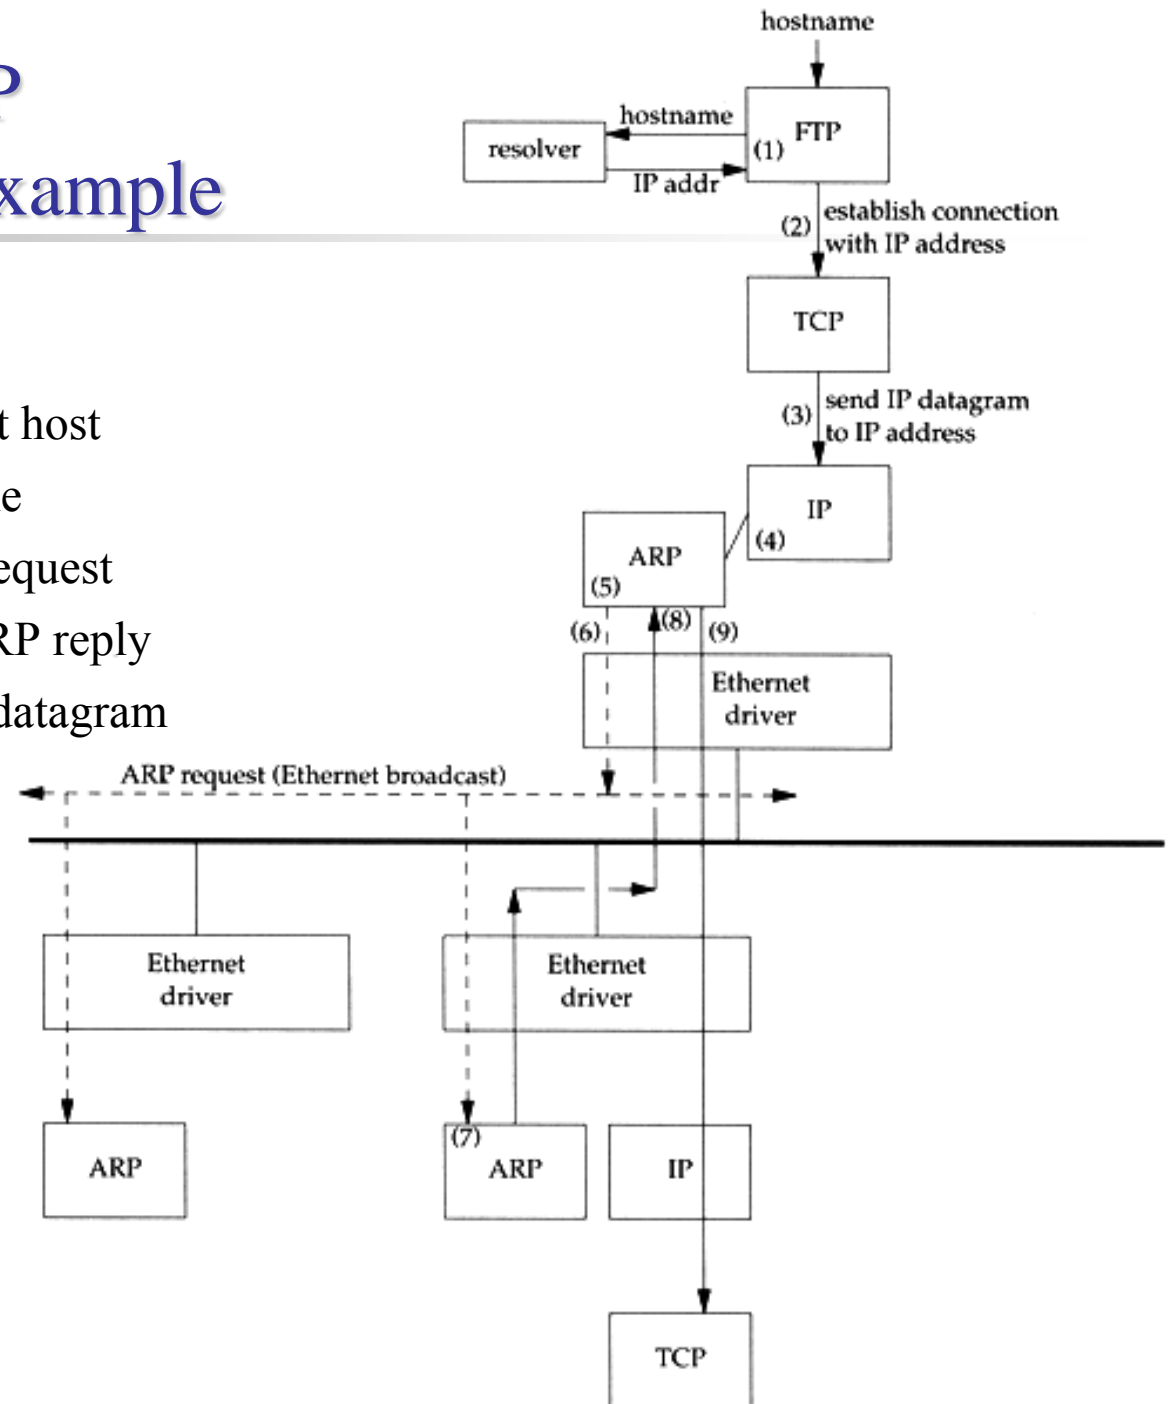 P
xample
t host
e
equest
RP reply
datagram
hostname
FTP
(1)
hostname
resolver
IP addr
(2)
establish connection
with IP address
TCP
(3)
send IP datagram
to IP address
IP
(4)
ARP
(5)
(6)
(8)
(9)
Ethernet
driver
ARP request (Ethernet broadcast)
Ethernet
driver
Ethernet
driver
ARP
(7)
ARP
IP
TCP